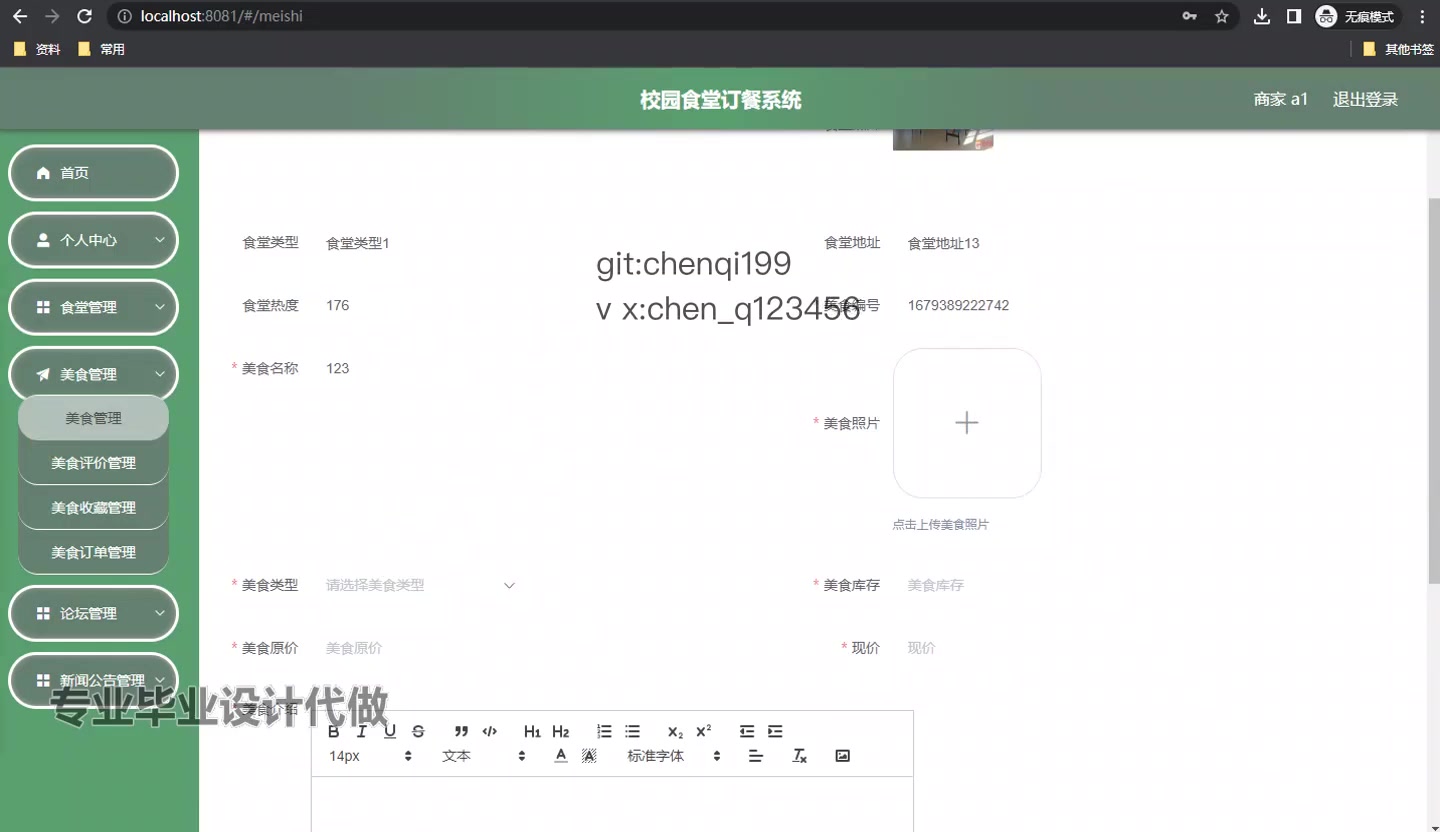 localhost:8081/#/meishi
无痕模式
资料
常用
其他书签
校园食堂订餐系统
商家 a1
退出登录
首页
个人中心
食堂管理
美食管理
美食管理
美食评价管理
美食收藏管理
美食订单管理
论坛管理
新闻公告管理
食堂类型 食堂类型1
食堂地址 食堂地址13
git:chenqi199
食堂热度 176
v x:chen_q123456
美食编号 1679389222742
* 美食名称 123
* 美食照片
点击上传美食照片
* 美食类型 请选择美食类型
* 美食库存 美食库存
* 美食原价 美食原价
* 现价 现价
专业毕业设计代做
美食介绍
B I U S ” </> H1 H2 X2 X2
14px 文本 A A 标准字体 Tx